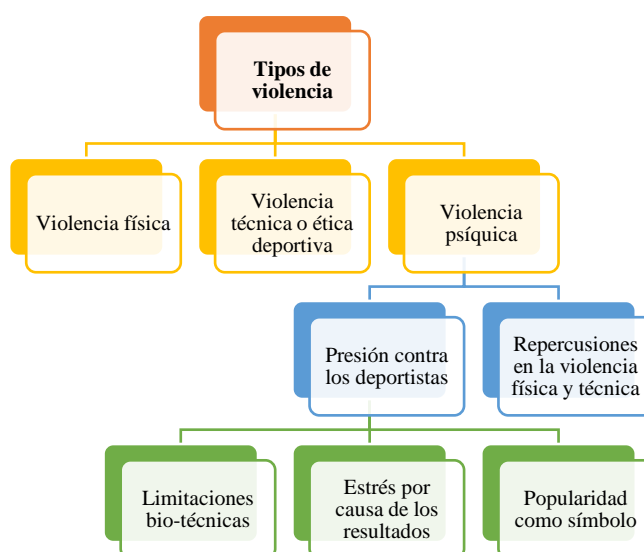 Tipos de
violencia
Violencia física
Violencia
técnica o ética
deportiva
Violencia
psíquica
Presión contra
los deportistas
Repercusiones
en la violencia
física y técnica
Limitaciones
bio-técnicas
Estrés por
causa de los
resultados
Popularidad
como símbolo